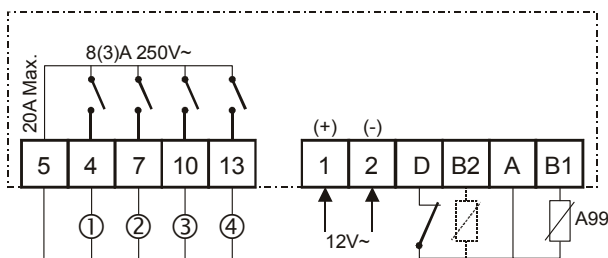 8(3)A 250V~
20A Max.
(+) (-)
5 4 7 10 13 1 2 D B2 A B1
① ② ③ ④ 12V~ A99